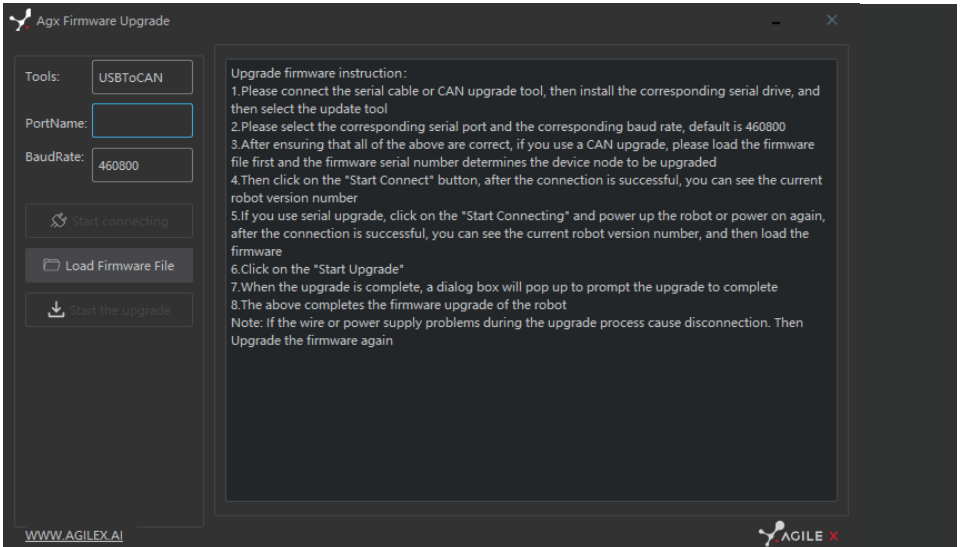 Agx Firmware Upgrade
Tools:
USBToCAN
PortName:
BaudRate:
460800
Start connecting
Load Firmware File
Start the upgrade
WWW.AGILEX.AI
Upgrade firmware instruction:
1.Please connect the serial cable or CAN upgrade tool, then install the corresponding serial drive, and
then select the update tool
2.Please select the corresponding serial port and the corresponding baud rate, default is 460800
3.After ensuring that all of the above are correct, if you use a CAN upgrade, please load the firmware
file first and the firmware serial number determines the device node to be upgraded
4.Then click on the "Start Connect" button, after the connection is successful, you can see the current
robot version number
5.If you use serial upgrade, click on the "Start Connecting" and power up the robot or power on again,
after the connection is successful, you can see the current robot version number, and then load the
firmware
6.Click on the "Start Upgrade"
7.When the upgrade is complete, a dialog box will pop up to prompt the upgrade to complete
8.The above completes the firmware upgrade of the robot
Note: If the wire or power supply problems during the upgrade process cause disconnection. Then
Upgrade the firmware again
AGILE X